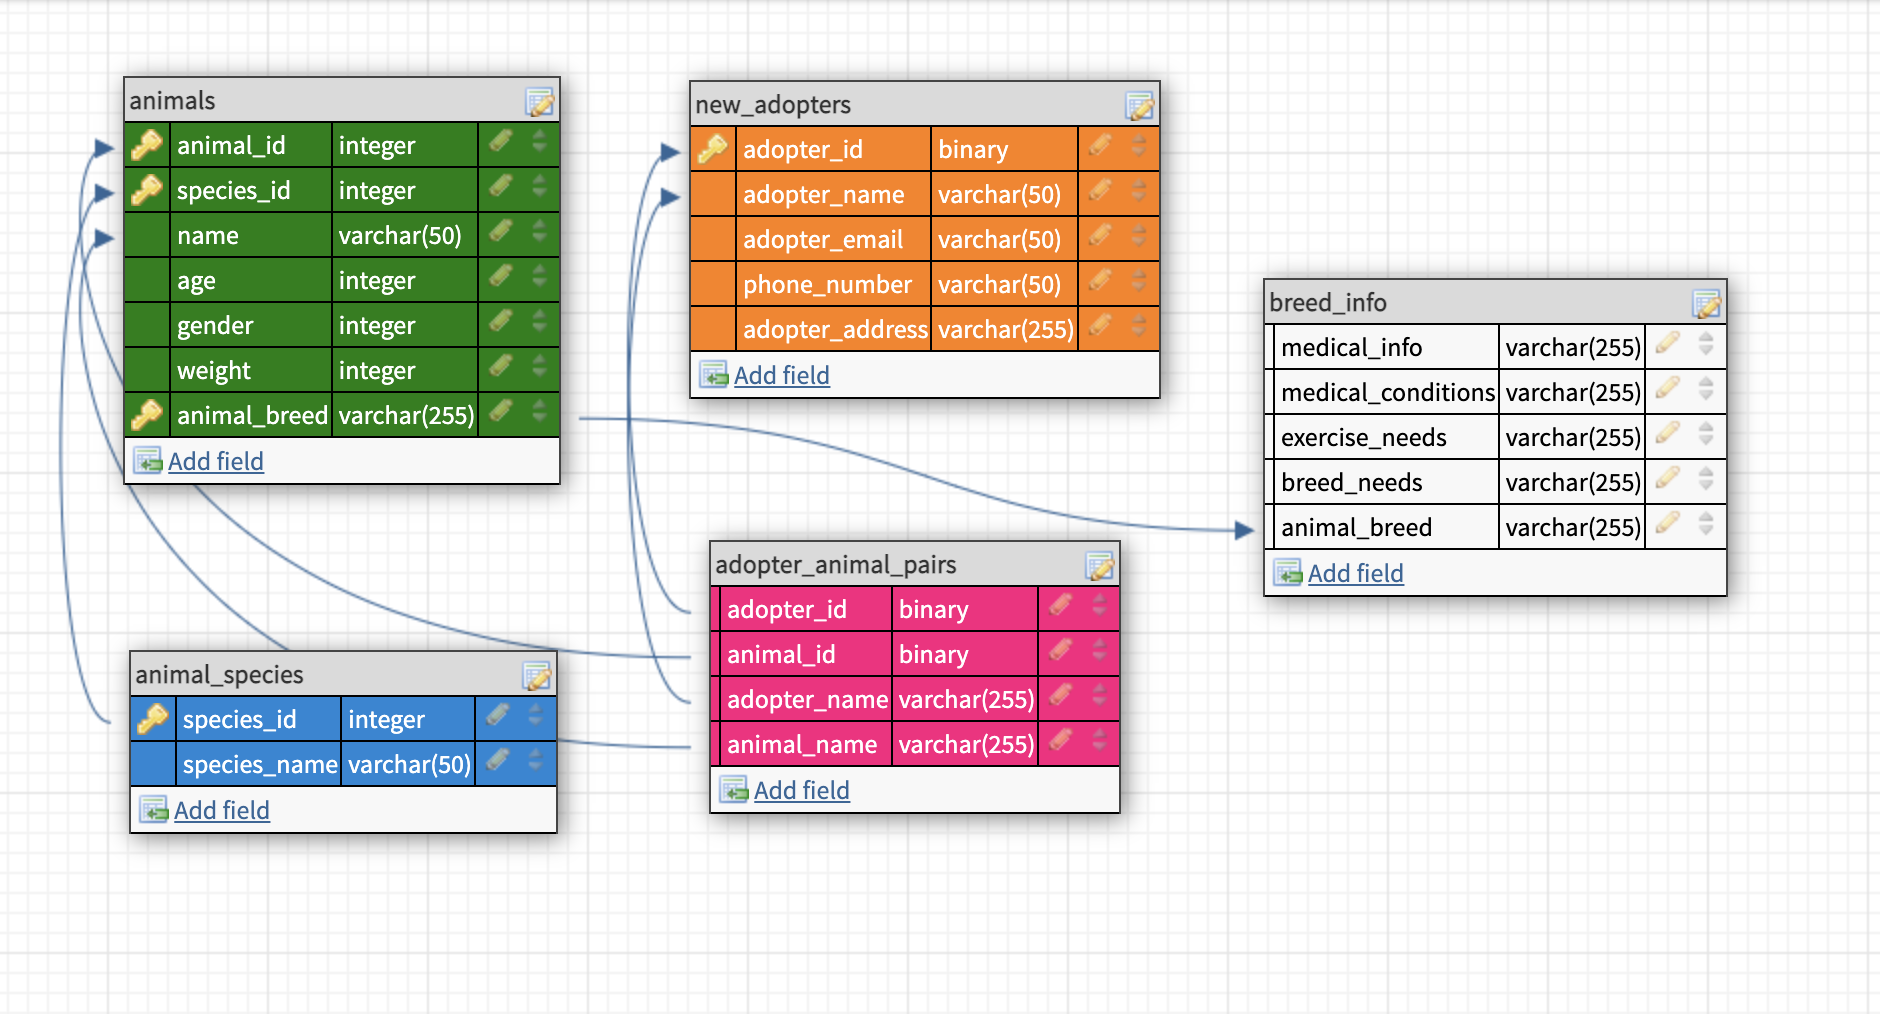 animals
animal_id integer
species_id integer
name varchar(50)
age integer
gender integer
weight integer
animal_breed varchar(255)
Add field
new_adopters
adopter_id binary
adopter_name varchar(50)
adopter_email varchar(50)
phone_number varchar(50)
adopter_address varchar(255)
Add field
breed_info
medical_info varchar(255)
medical_conditions varchar(255)
exercise_needs varchar(255)
breed_needs varchar(255)
animal_breed varchar(255)
Add field
adopter_animal_pairs
adopter_id binary
animal_id binary
adopter_name varchar(255)
animal_name varchar(255)
Add field
animal_species
species_id integer
species_name varchar(50)
Add field